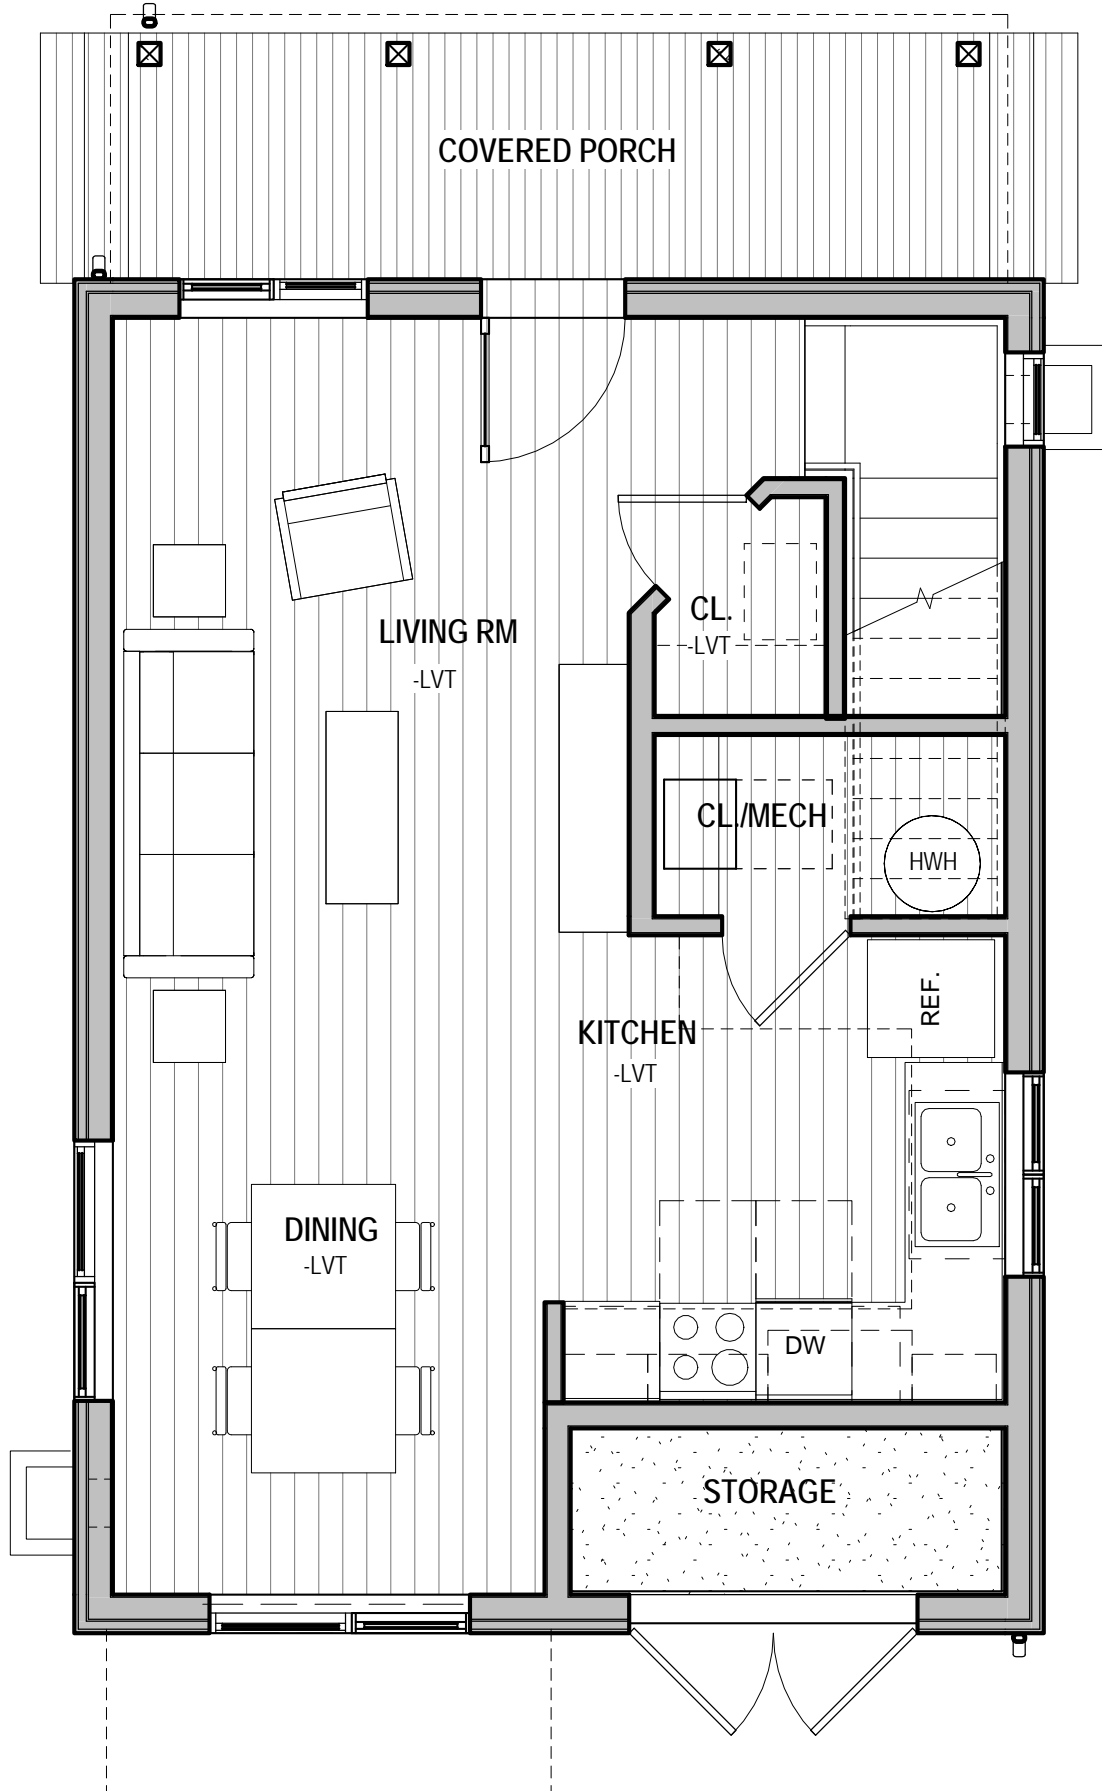 COVERED PORCH
LIVING RM
-LVT
CL.
-LVT
CL./MECH
HWH
REF.
KITCHEN
-LVT
DINING
-LVT
DW
STORAGE